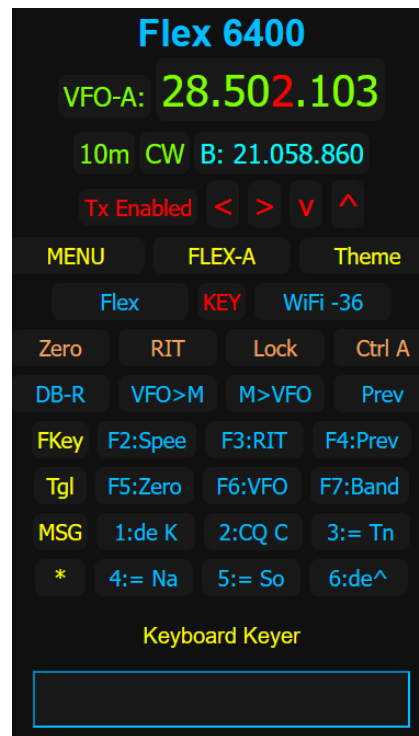 Flex 6400
VFO-A: 28.502.103
10m CW B: 21.058.860
Tx Enabled < > v ^
MENU FLEX-A Theme
Flex KEY WiFi -36
Zero RIT Lock Ctrl A
DB-R VFO>M M>VFO Prev
FKey F2:Spee F3:RIT F4:Prev
Tgl F5:Zero F6:VFO F7:Band
MSG 1:de K 2:CQ C 3:= Tn
* 4:= Na 5:= So 6:de^
Keyboard Keyer